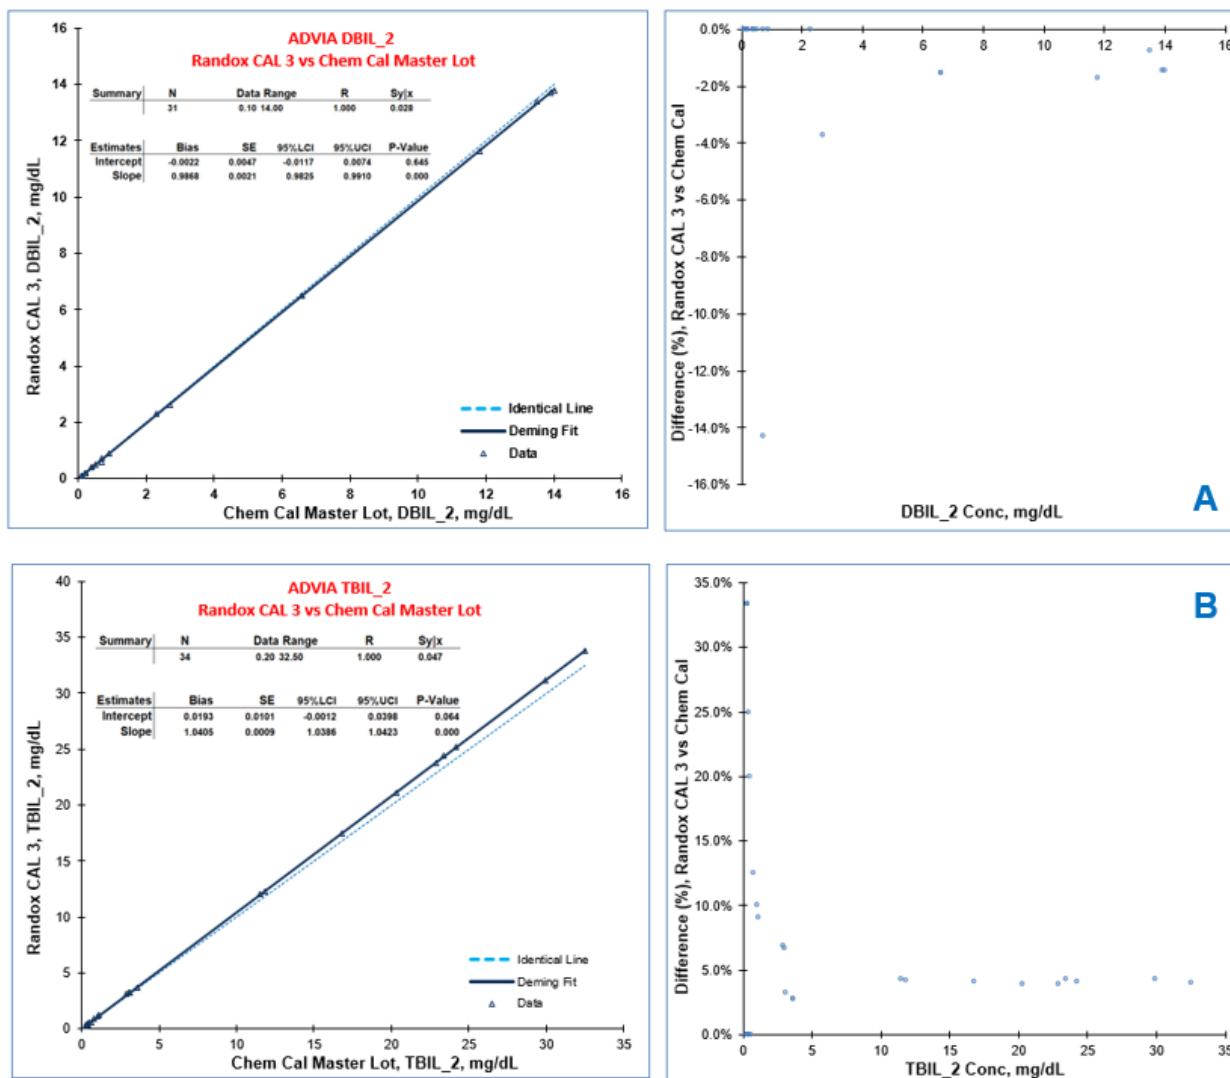 ADVIA DBIL_2
Randox CAL 3 vs Chem Cal Master Lot
Summary N Data Range R Sy|x
31 0.10 14.00 1.000 0.028
Estimates Bias SE 95%LCI 95%UCI P-Value
Intercept -0.0022 0.0047 -0.0117 0.0074 0.645
Slope 0.9868 0.0021 0.9825 0.9910 0.000
Randox CAL 3, DBIL_2, mg/dL
16
14
12
10
8
6
4
2
0
Identical Line
Deming Fit
Data
0 2 4 6 8 10 12 14 16
Chem Cal Master Lot, DBIL_2, mg/dL
Difference (%), Randox CAL 3 vs Chem Cal
0.0%
-2.0%
-4.0%
-6.0%
-8.0%
-10.0%
-12.0%
-14.0%
-16.0%
0 2 4 6 8 10 12 14 16
A
DBIL_2 Conc, mg/dL
ADVIA TBIL_2
Randox CAL 3 vs Chem Cal Master Lot
Summary N Data Range R Sy|x
34 0.20 32.50 1.000 0.047
Estimates Bias SE 95%LCI 95%UCI P-Value
Intercept 0.0193 0.0101 -0.0012 0.0398 0.064
Slope 1.0405 0.0009 1.0386 1.0423 0.000
Randox CAL 3, TBIL_2, mg/dL
40
35
30
25
20
15
10
5
0
Identical Line
Deming Fit
Data
0 5 10 15 20 25 30 35
Chem Cal Master Lot, TBIL_2, mg/dL
B
Difference (%), Randox CAL 3 vs Chem Cal
35.0%
30.0%
25.0%
20.0%
15.0%
10.0%
5.0%
0.0%
0 5 10 15 20 25 30 35
TBIL_2 Conc, mg/dL